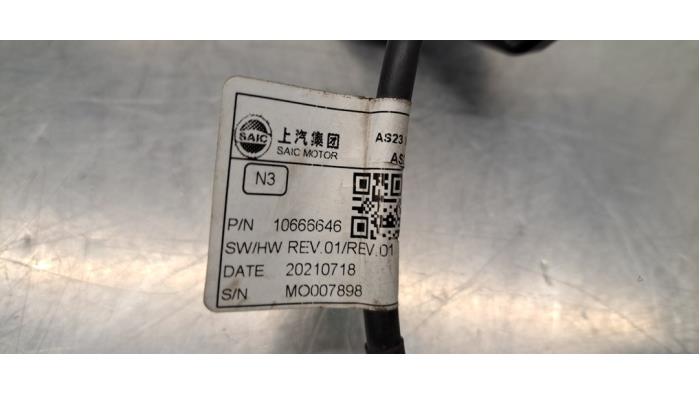 SAIC 上汽集团 AS23
SAIC MOTOR
N3
P/N 10666646
SW/HW REV.01/REV.01
DATE 20210718
S/N MO007898